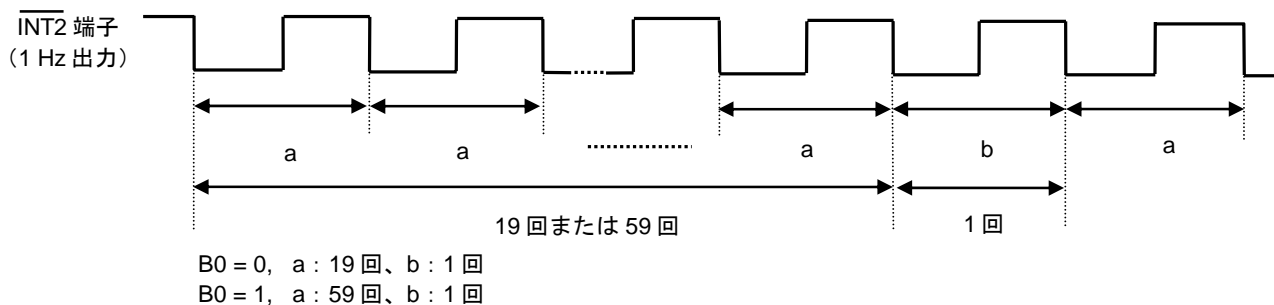 INT2 端子
(1 Hz 出力)
a
a
a
b
a
19 回または 59 回
1 回
B0 = 0, a : 19 回、b : 1 回
B0 = 1, a : 59 回、b : 1 回